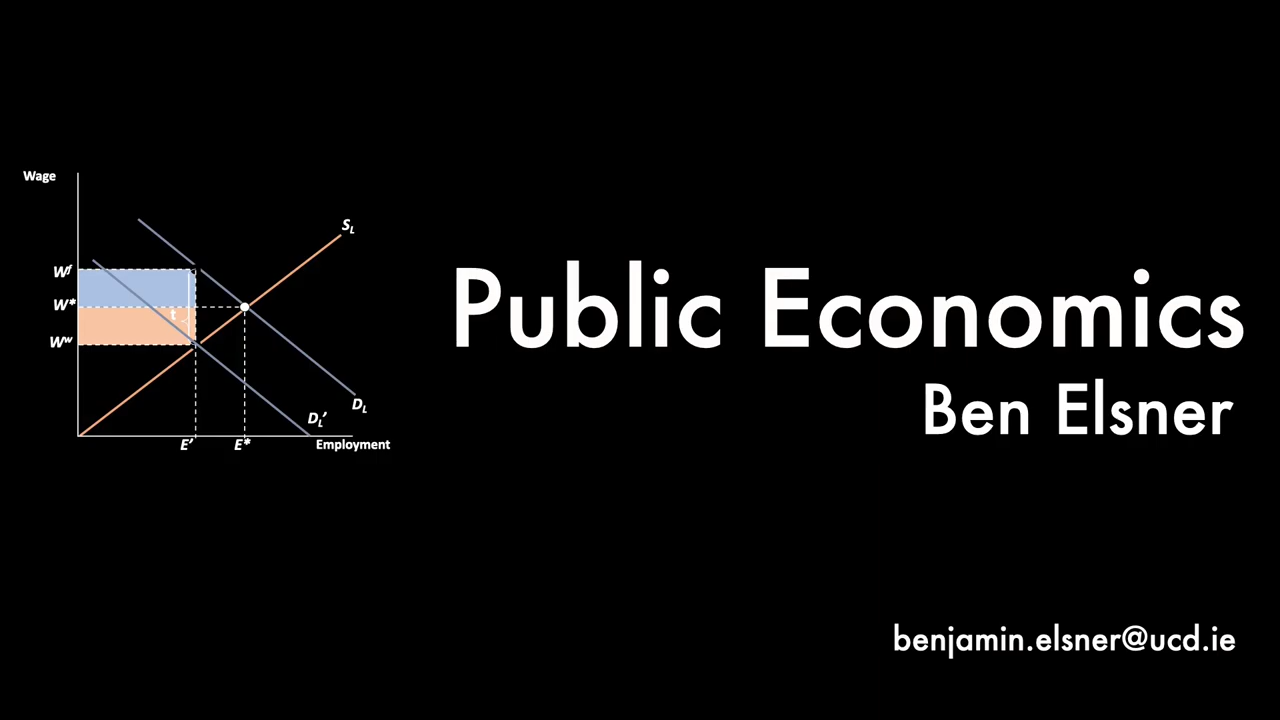 Wage
S_L
W^f
W*
t
W^w
D_L'
D_L
E'
E*
Employment
Public Economics
Ben Elsner
benjamin.elsner@ucd.ie